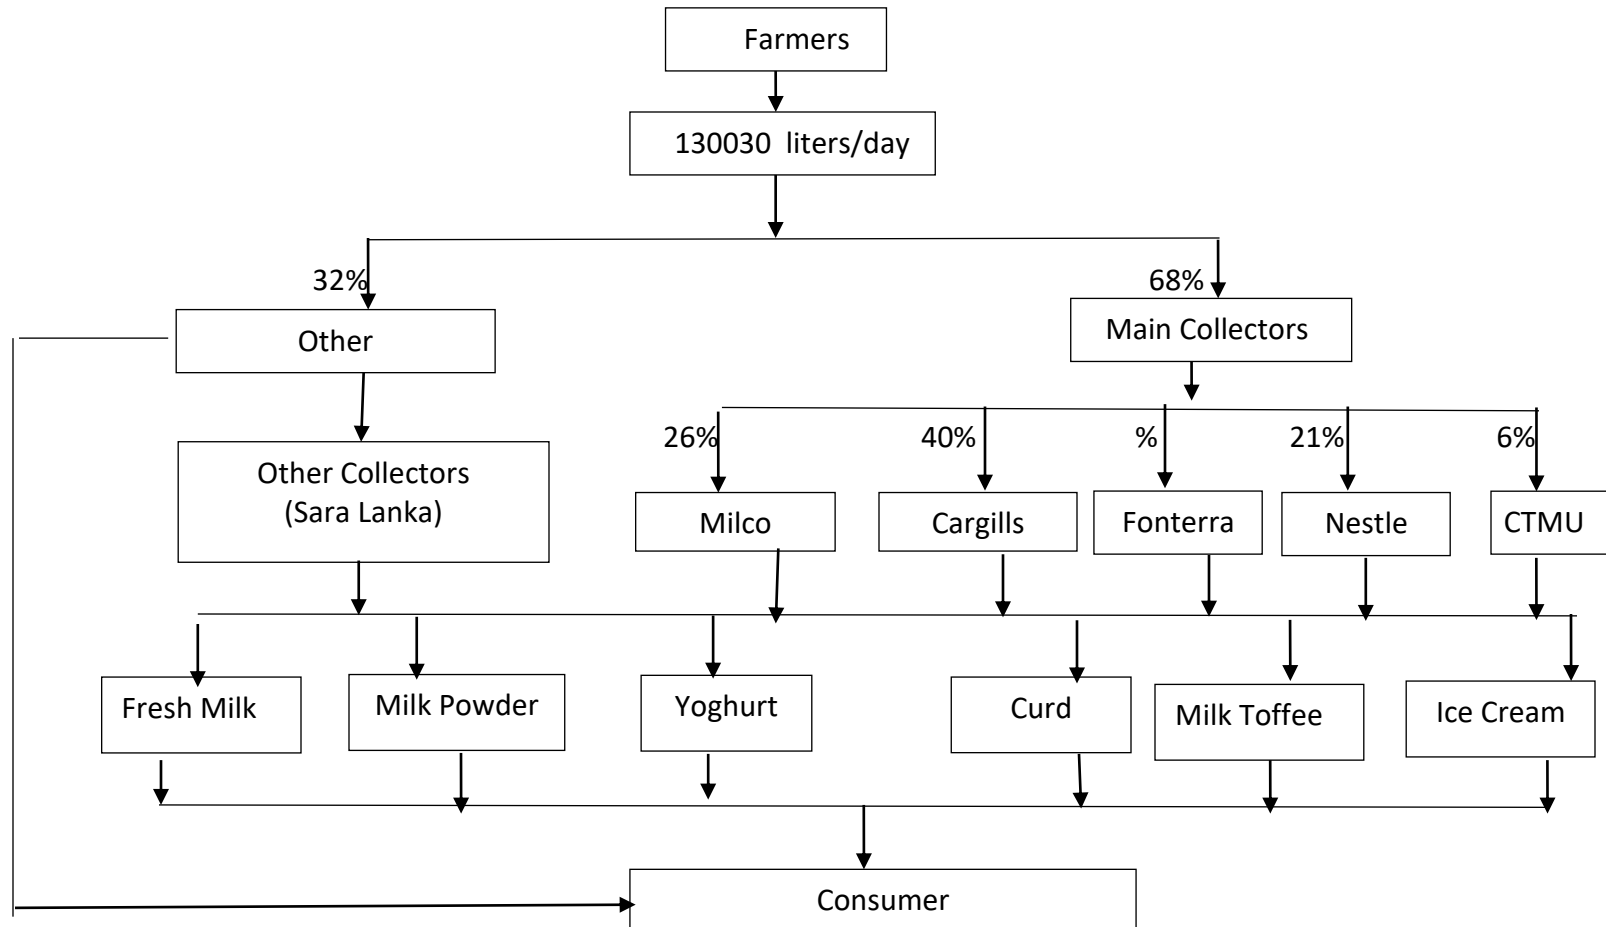 Farmers
130030 liters/day
32%
68%
Other
Main Collectors
26%
40%
%
21%
6%
Other Collectors
(Sara Lanka)
Milco
Cargills
Fonterra
Nestle
CTMU
Fresh Milk
Milk Powder
Yoghurt
Curd
Milk Toffee
Ice Cream
Consumer